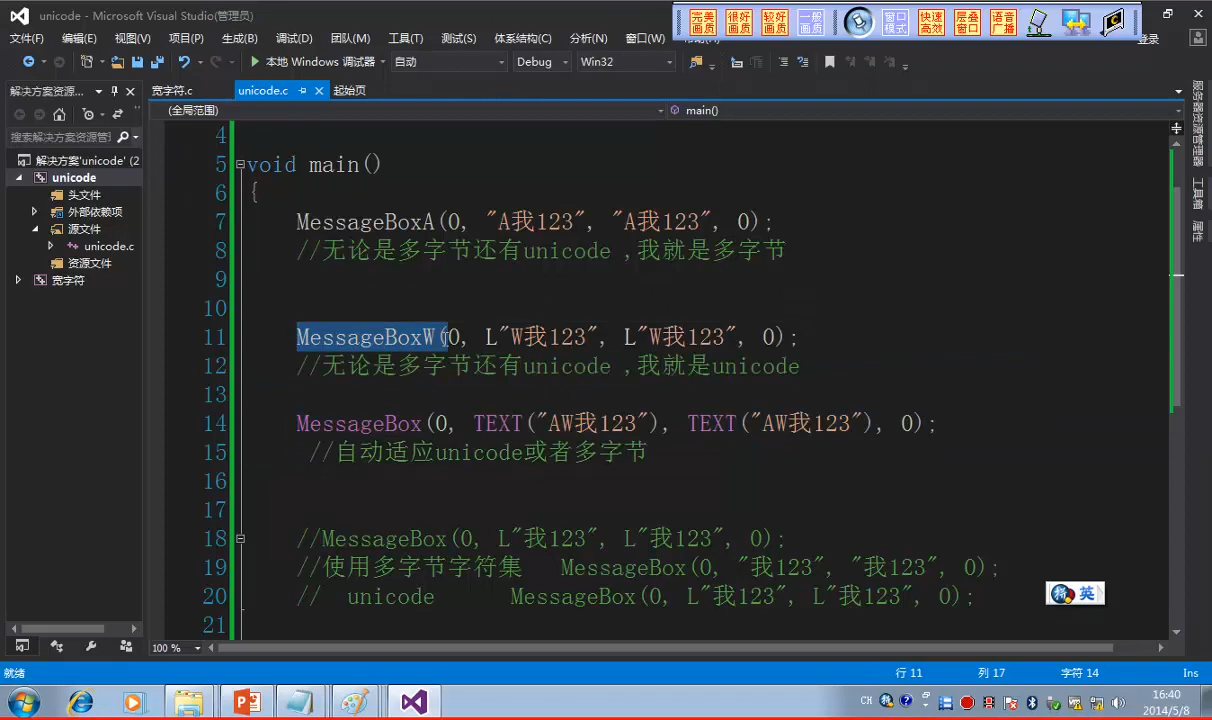 unicode - Microsoft Visual Studio(管理员)
完美画质 很好画质 较好画质 一般画质 窗口模式 快速高效 层叠窗口 语音广播
文件(F) 编辑(E) 视图(V) 项目(P) 生成(B) 调试(D) 团队(M) 工具(T) 测试(S) 体系结构(C) 分析(N) 窗口(W) 登录
本地 Windows 调试器 自动 Debug Win32
解决方案资源... 宽字符.c unicode.c 起始页
(全局范围) main()
搜索解决方案资源管
解决方案'unicode' (2
unicode
头文件
外部依赖项
源文件
unicode.c
资源文件
宽字符
4
5 void main()
6 {
7 MessageBoxA(0, "A我123", "A我123", 0);
8 //无论是多字节还有unicode ,我就是多字节
9
10
11 MessageBoxW(0, L"W我123", L"W我123", 0);
12 //无论是多字节还有unicode ,我就是unicode
13
14 MessageBox(0, TEXT("AW我123"), TEXT("AW我123"), 0);
15 //自动适应unicode或者多字节
16
17
18 //MessageBox(0, L"我123", L"我123", 0);
19 //使用多字节字符集 MessageBox(0, "我123", "我123", 0);
20 // unicode MessageBox(0, L"我123", L"我123", 0);
21
服务器资源管理器
工具箱
属性
英
100 %
就绪 行 11 列 17 字符 14 Ins
CH 16:40
2014/5/8